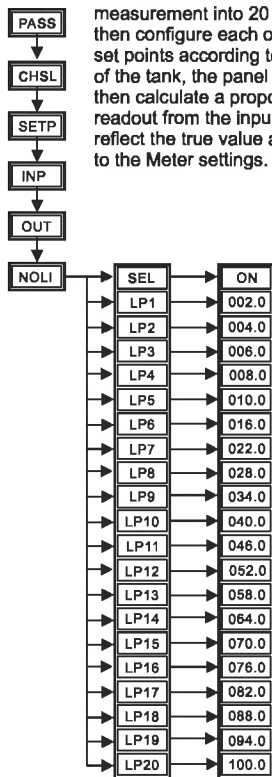 measurement into 20
then configure each o
set points according t
of the tank, the panel
then calculate a propo
readout from the inpu
reflect the true value a
to the Meter settings.
PASS
CHSL
SETP
INP
OUT
NOLI
SEL ON
LP1 002.0
LP2 004.0
LP3 006.0
LP4 008.0
LP5 010.0
LP6 016.0
LP7 022.0
LP8 028.0
LP9 034.0
LP10 040.0
LP11 046.0
LP12 052.0
LP13 058.0
LP14 064.0
LP15 070.0
LP16 076.0
LP17 082.0
LP18 088.0
LP19 094.0
LP20 100.0